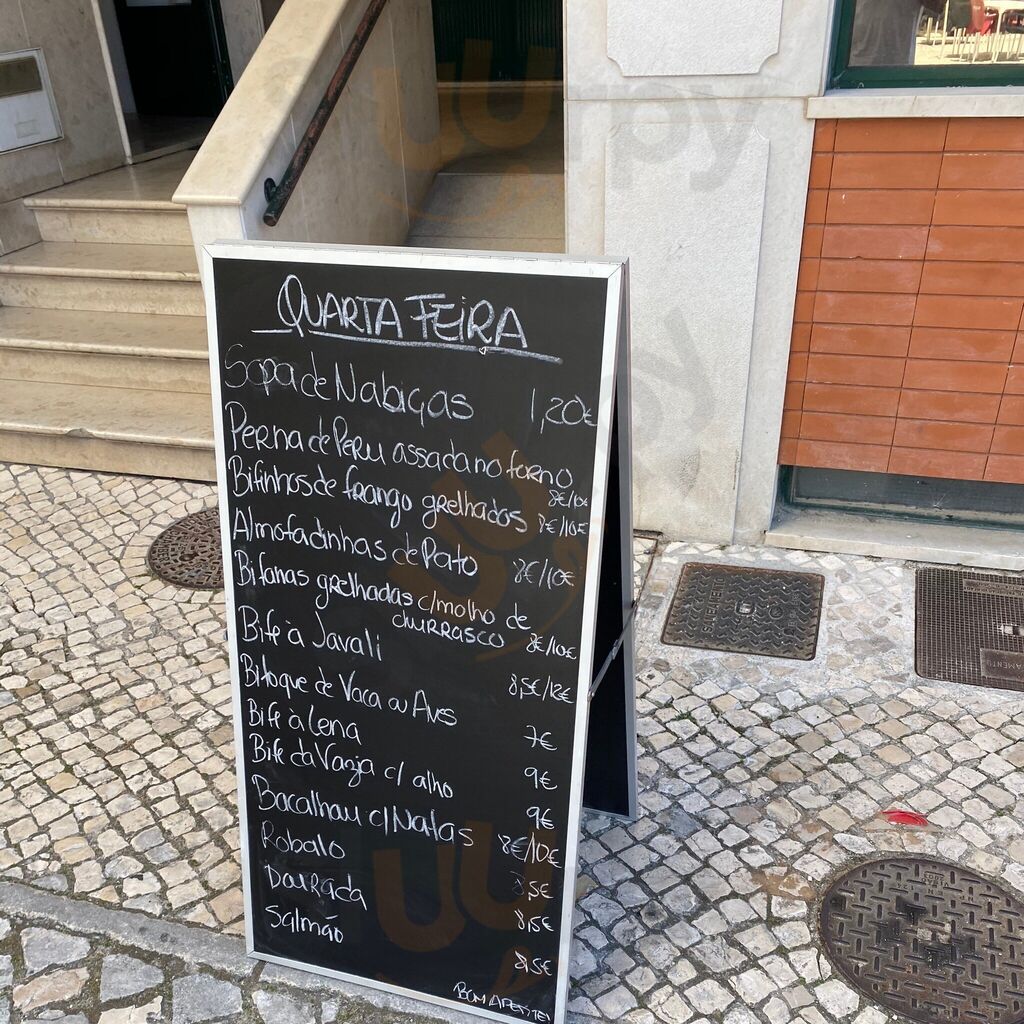 QUARTA FEIRA
Sopa de Nabiças 1,20€
Perna de Peru assada no forno 8€/10€
Bifinhos de frango grelhados 8€/10€
Almofadinhas de Pato 8€/10€
Bifanas grelhadas c/molho de
churrasco 8€/10€
Bife à Javali 8,5€/12€
Bitoque de Vaca ou Aves 7€
Bife à Lena 9€
Bife da Vazia c/ alho 9€
Bacalhau c/Natas 8€/10€
Robalo 8,5€
Dourada 8,5€
Salmão 8,5€
BOM APETITE!